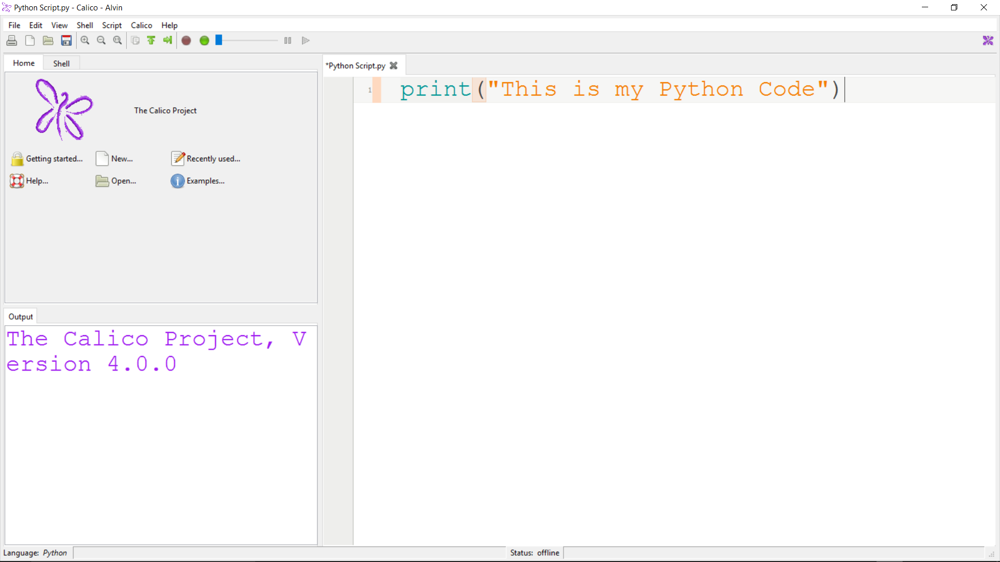 Python Script.py - Calico - Alvin
File Edit View Shell Script Calico Help
Home Shell
The Calico Project
Getting started... New... Recently used...
Help... Open... Examples...
Output
The Calico Project, V
ersion 4.0.0
*Python Script.py
1 print("This is my Python Code")
Language: Python
Status: offline